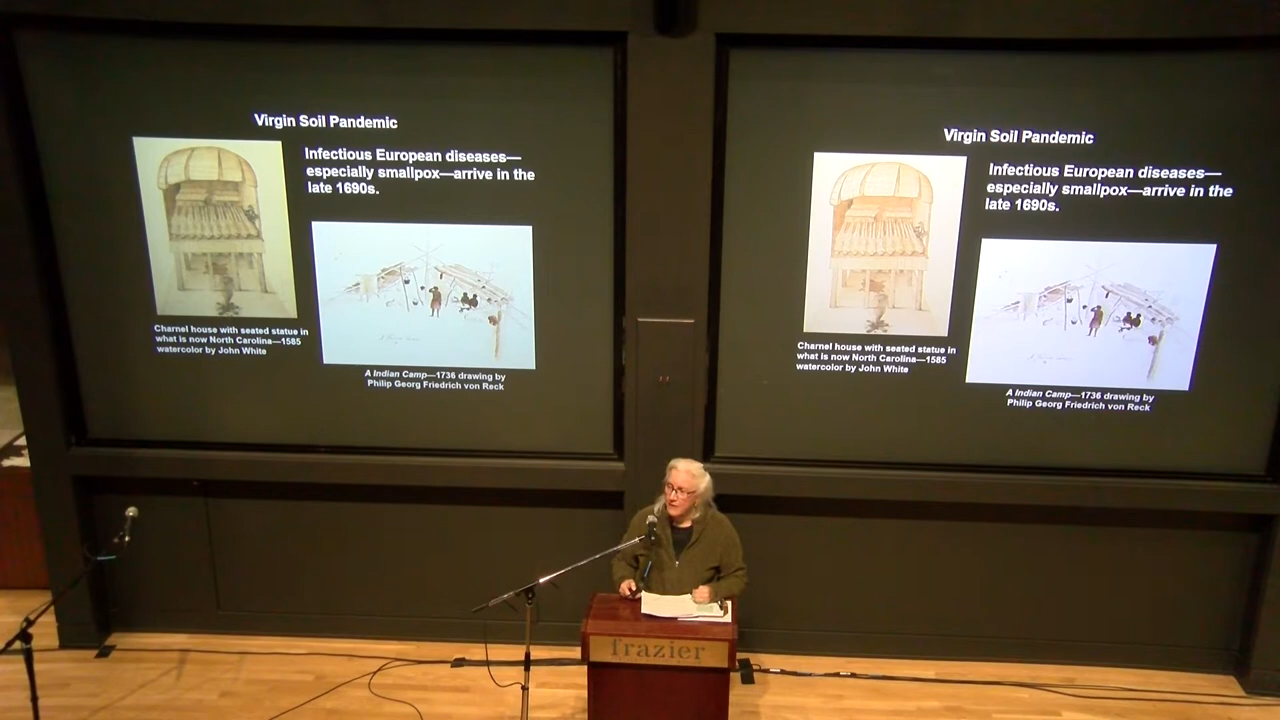 Virgin Soil Pandemic
Infectious European diseases—
especially smallpox—arrive in the
late 1690s.
Charnel house with seated statue in
what is now North Carolina—1585
watercolor by John White
A Indian Camp—1736 drawing by
Philip Georg Friedrich von Reck
Virgin Soil Pandemic
Infectious European diseases—
especially smallpox—arrive in the
late 1690s.
Charnel house with seated statue in
what is now North Carolina—1585
watercolor by John White
A Indian Camp—1736 drawing by
Philip Georg Friedrich von Reck
frazier